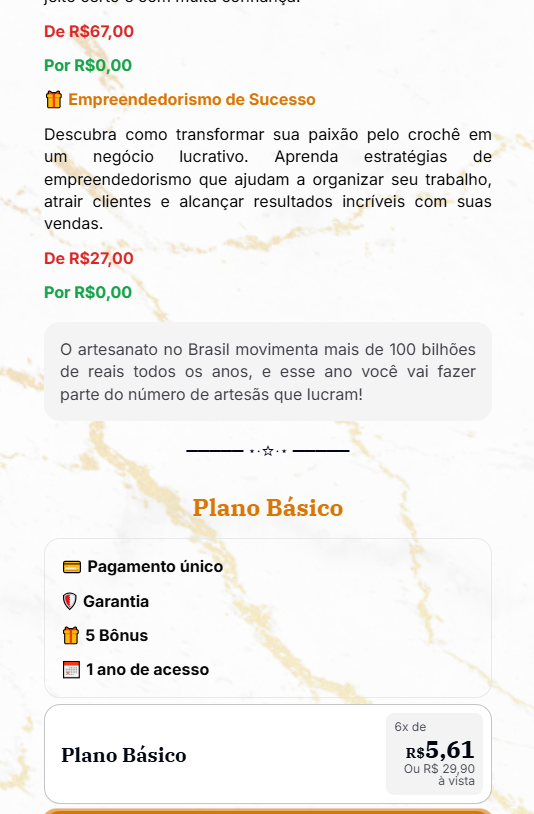 De R$67,00
Por R$0,00
Empreendedorismo de Sucesso
Descubra como transformar sua paixão pelo crochê em
um negócio lucrativo. Aprenda estratégias de
empreendedorismo que ajudam a organizar seu trabalho,
atrair clientes e alcançar resultados incríveis com suas
vendas.
De R$27,00
Por R$0,00
O artesanato no Brasil movimenta mais de 100 bilhões
de reais todos os anos, e esse ano você vai fazer
parte do número de artesãs que lucram!
Plano Básico
Pagamento único
Garantia
5 Bônus
1 ano de acesso
Plano Básico
6x de
R$5,61
Ou R$ 29,90
à vista